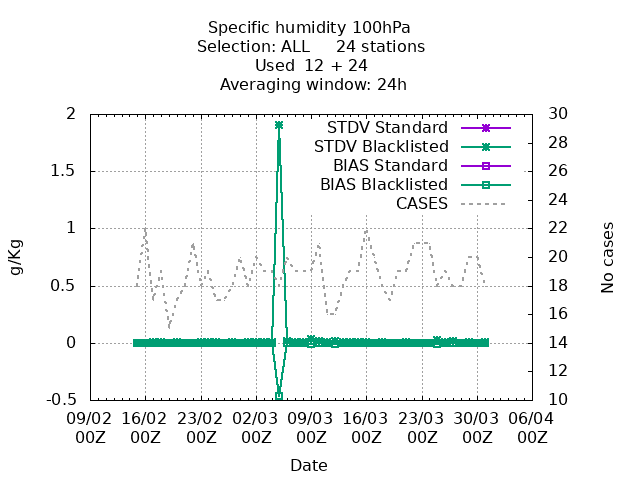 Specific humidity 100hPa
Selection: ALL 24 stations
Used 12 + 24
Averaging window: 24h
STDV Standard
STDV Blacklisted
BIAS Standard
BIAS Blacklisted
CASES
2
1.5
1
0.5
0
-0.5
g/Kg
30
28
26
24
22
20
18
16
14
12
10
No cases
09/02 16/02 23/02 02/03 09/03 16/03 23/03 30/03 06/04
00Z 00Z 00Z 00Z 00Z 00Z 00Z 00Z 00Z
Date